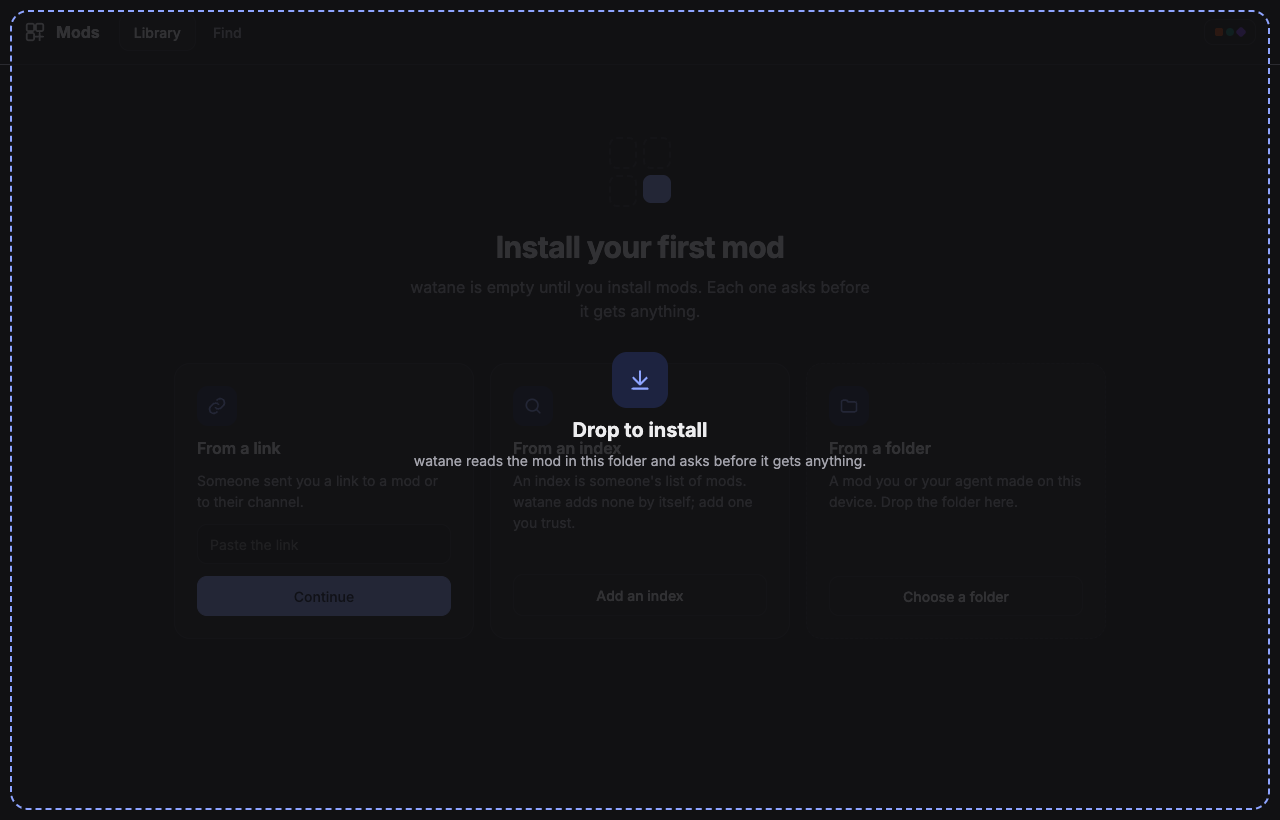 Mods
Library
Find
Install your first mod
watane is empty until you install mods. Each one asks before
it gets anything.
Drop to install
watane reads the mod in this folder and asks before it gets anything.
From a link
Someone sent you a link to a mod or
to their channel.
Paste the link
Continue
From an index
An index is someone's list of mods.
watane adds none by itself; add one
you trust.
Add an index
From a folder
A mod you or your agent made on this
device. Drop the folder here.
Choose a folder